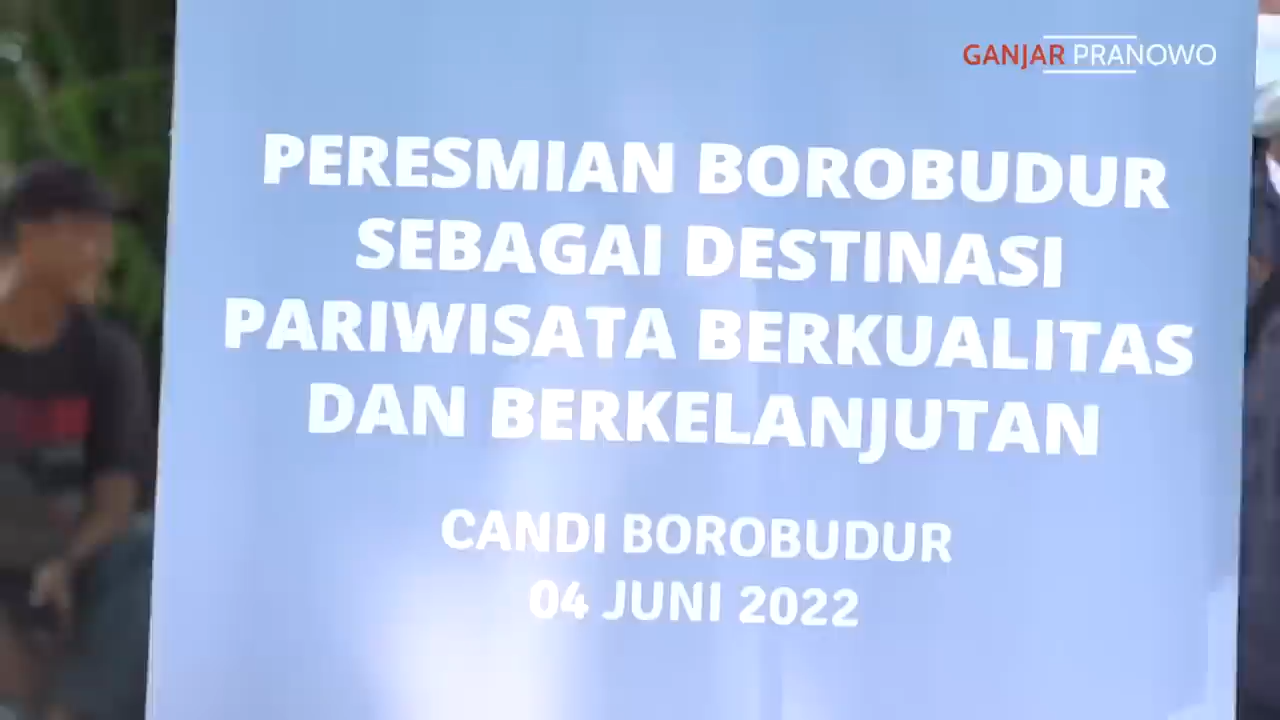 GANJAR PRANOWO
PERESMIAN BOROBUDUR
SEBAGAI DESTINASI
PARIWISATA BERKUALITAS
DAN BERKELANJUTAN
CANDI BOROBUDUR
04 JUNI 2022